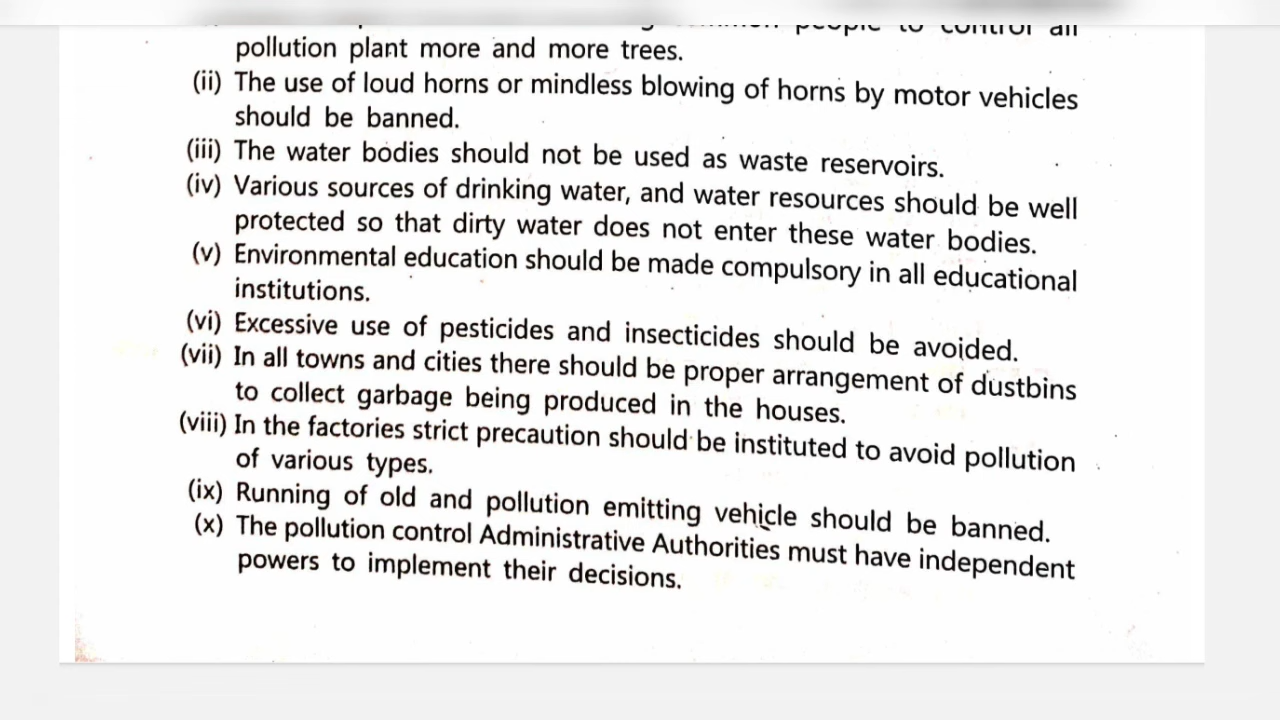 people to control all
pollution plant more and more trees.
(ii) The use of loud horns or mindless blowing of horns by motor vehicles
should be banned.
(iii) The water bodies should not be used as waste reservoirs.
(iv) Various sources of drinking water, and water resources should be well
protected so that dirty water does not enter these water bodies.
(v) Environmental education should be made compulsory in all educational
institutions.
(vi) Excessive use of pesticides and insecticides should be avoided.
(vii) In all towns and cities there should be proper arrangement of dustbins
to collect garbage being produced in the houses.
(viii) In the factories strict precaution should be instituted to avoid pollution
of various types.
(ix) Running of old and pollution emitting vehicle should be banned.
(x) The pollution control Administrative Authorities must have independent
powers to implement their decisions.